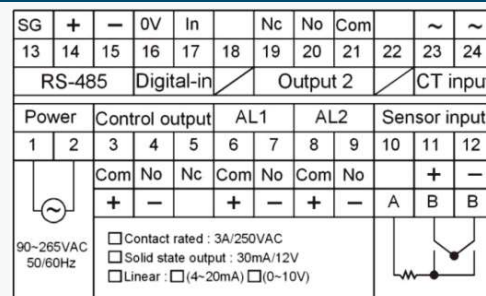 SG + − 0V In Nc No Com ~ ~
13 14 15 16 17 18 19 20 21 22 23 24
RS-485 Digital-in Output 2 CT input
Power Control output AL1 AL2 Sensor input
1 2 3 4 5 6 7 8 9 10 11 12
Com No Nc Com No Com No + −
+ − + − + − A B B
~
90~265VAC
50/60Hz
□Contact rated : 3A/250VAC
□Solid state output : 30mA/12V
□Linear : □(4~20mA) □(0~10V)